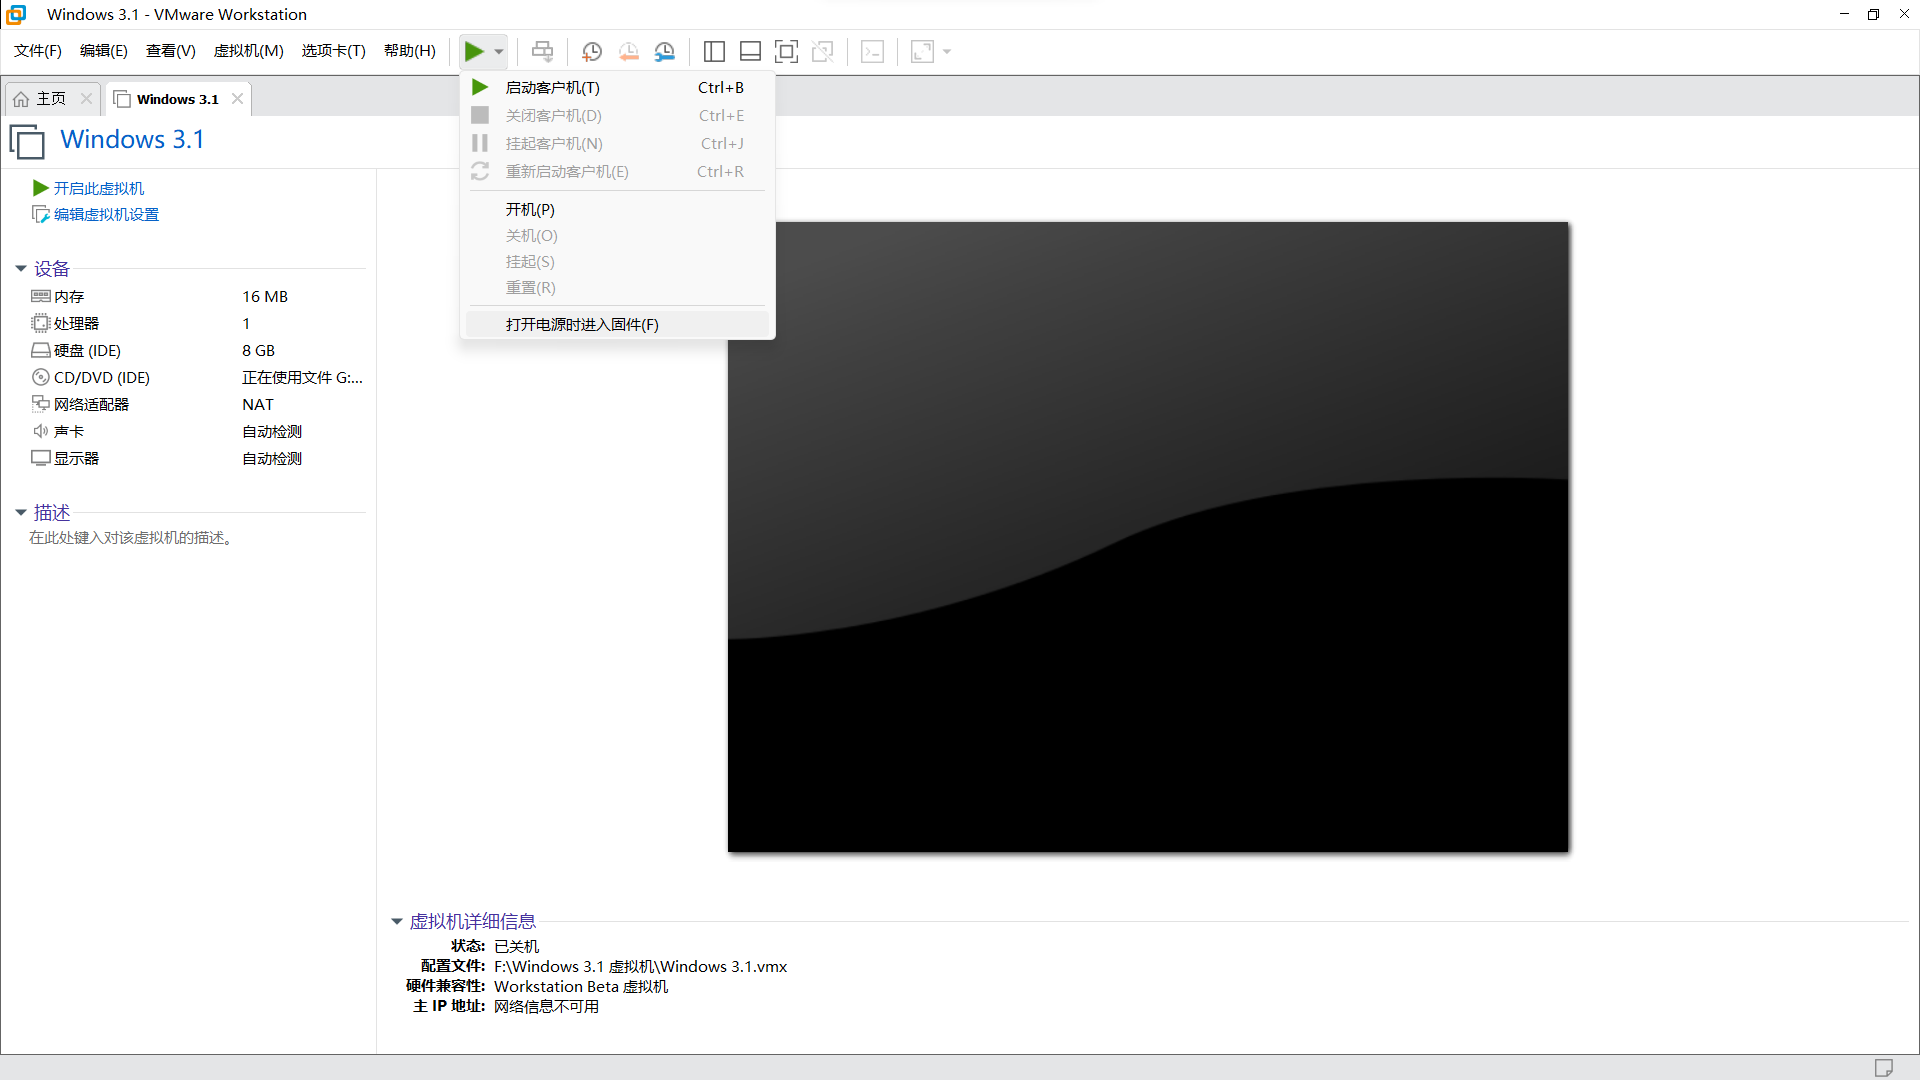 Windows 3.1 - VMware Workstation
文件(F) 编辑(E) 查看(V) 虚拟机(M) 选项卡(T) 帮助(H)
主页 Windows 3.1
Windows 3.1
启动客户机(T) Ctrl+B
关闭客户机(D) Ctrl+E
挂起客户机(N) Ctrl+J
重新启动客户机(E) Ctrl+R
开机(P)
关机(O)
挂起(S)
重置(R)
打开电源时进入固件(F)
开启此虚拟机
编辑虚拟机设置
设备
内存 16 MB
处理器 1
硬盘 (IDE) 8 GB
CD/DVD (IDE) 正在使用文件 G:...
网络适配器 NAT
声卡 自动检测
显示器 自动检测
描述
在此处键入对该虚拟机的描述。
虚拟机详细信息
状态: 已关机
配置文件: F:\Windows 3.1 虚拟机\Windows 3.1.vmx
硬件兼容性: Workstation Beta 虚拟机
主 IP 地址: 网络信息不可用